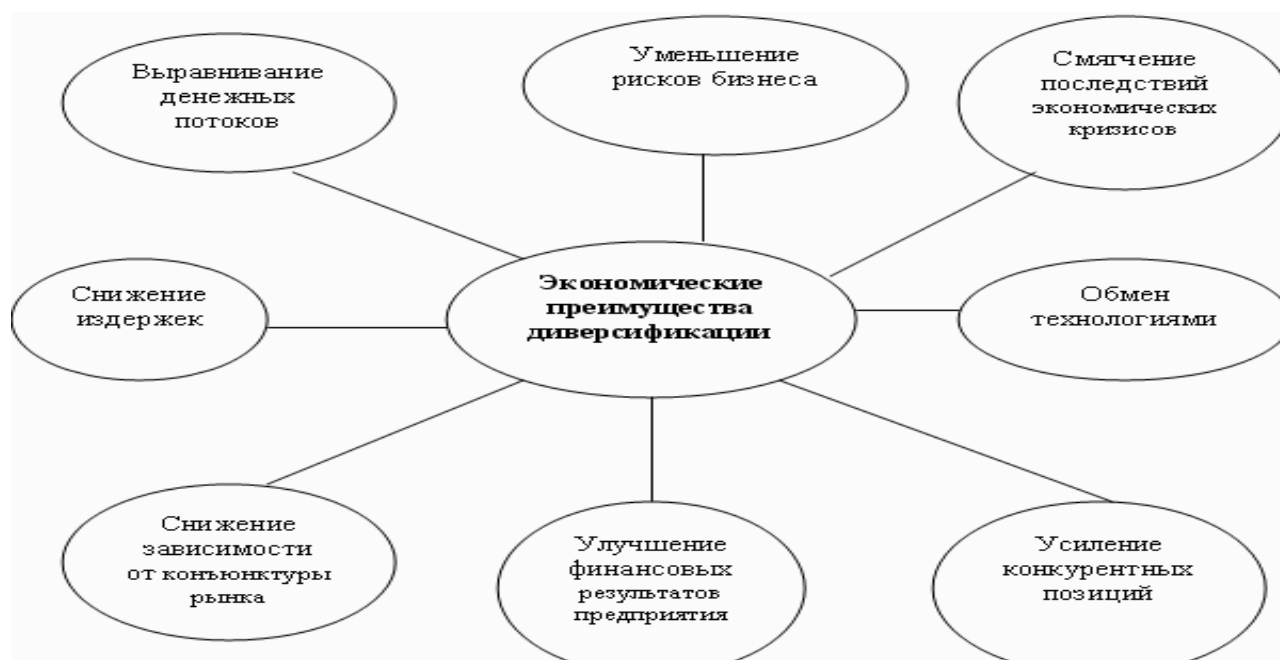 Выравнивание
денежных
потоков
Уменьшение
рисков бизнеса
Смягчение
последствий
экономических
кризисов
Снижение
издержек
Экономические
преимущества
диверсификации
Обмен
технологиями
Снижение
зависимости
от конъюнктуры
рынка
Улучшение
финансовых
результатов
предприятия
Усиление
конкурентных
позиций